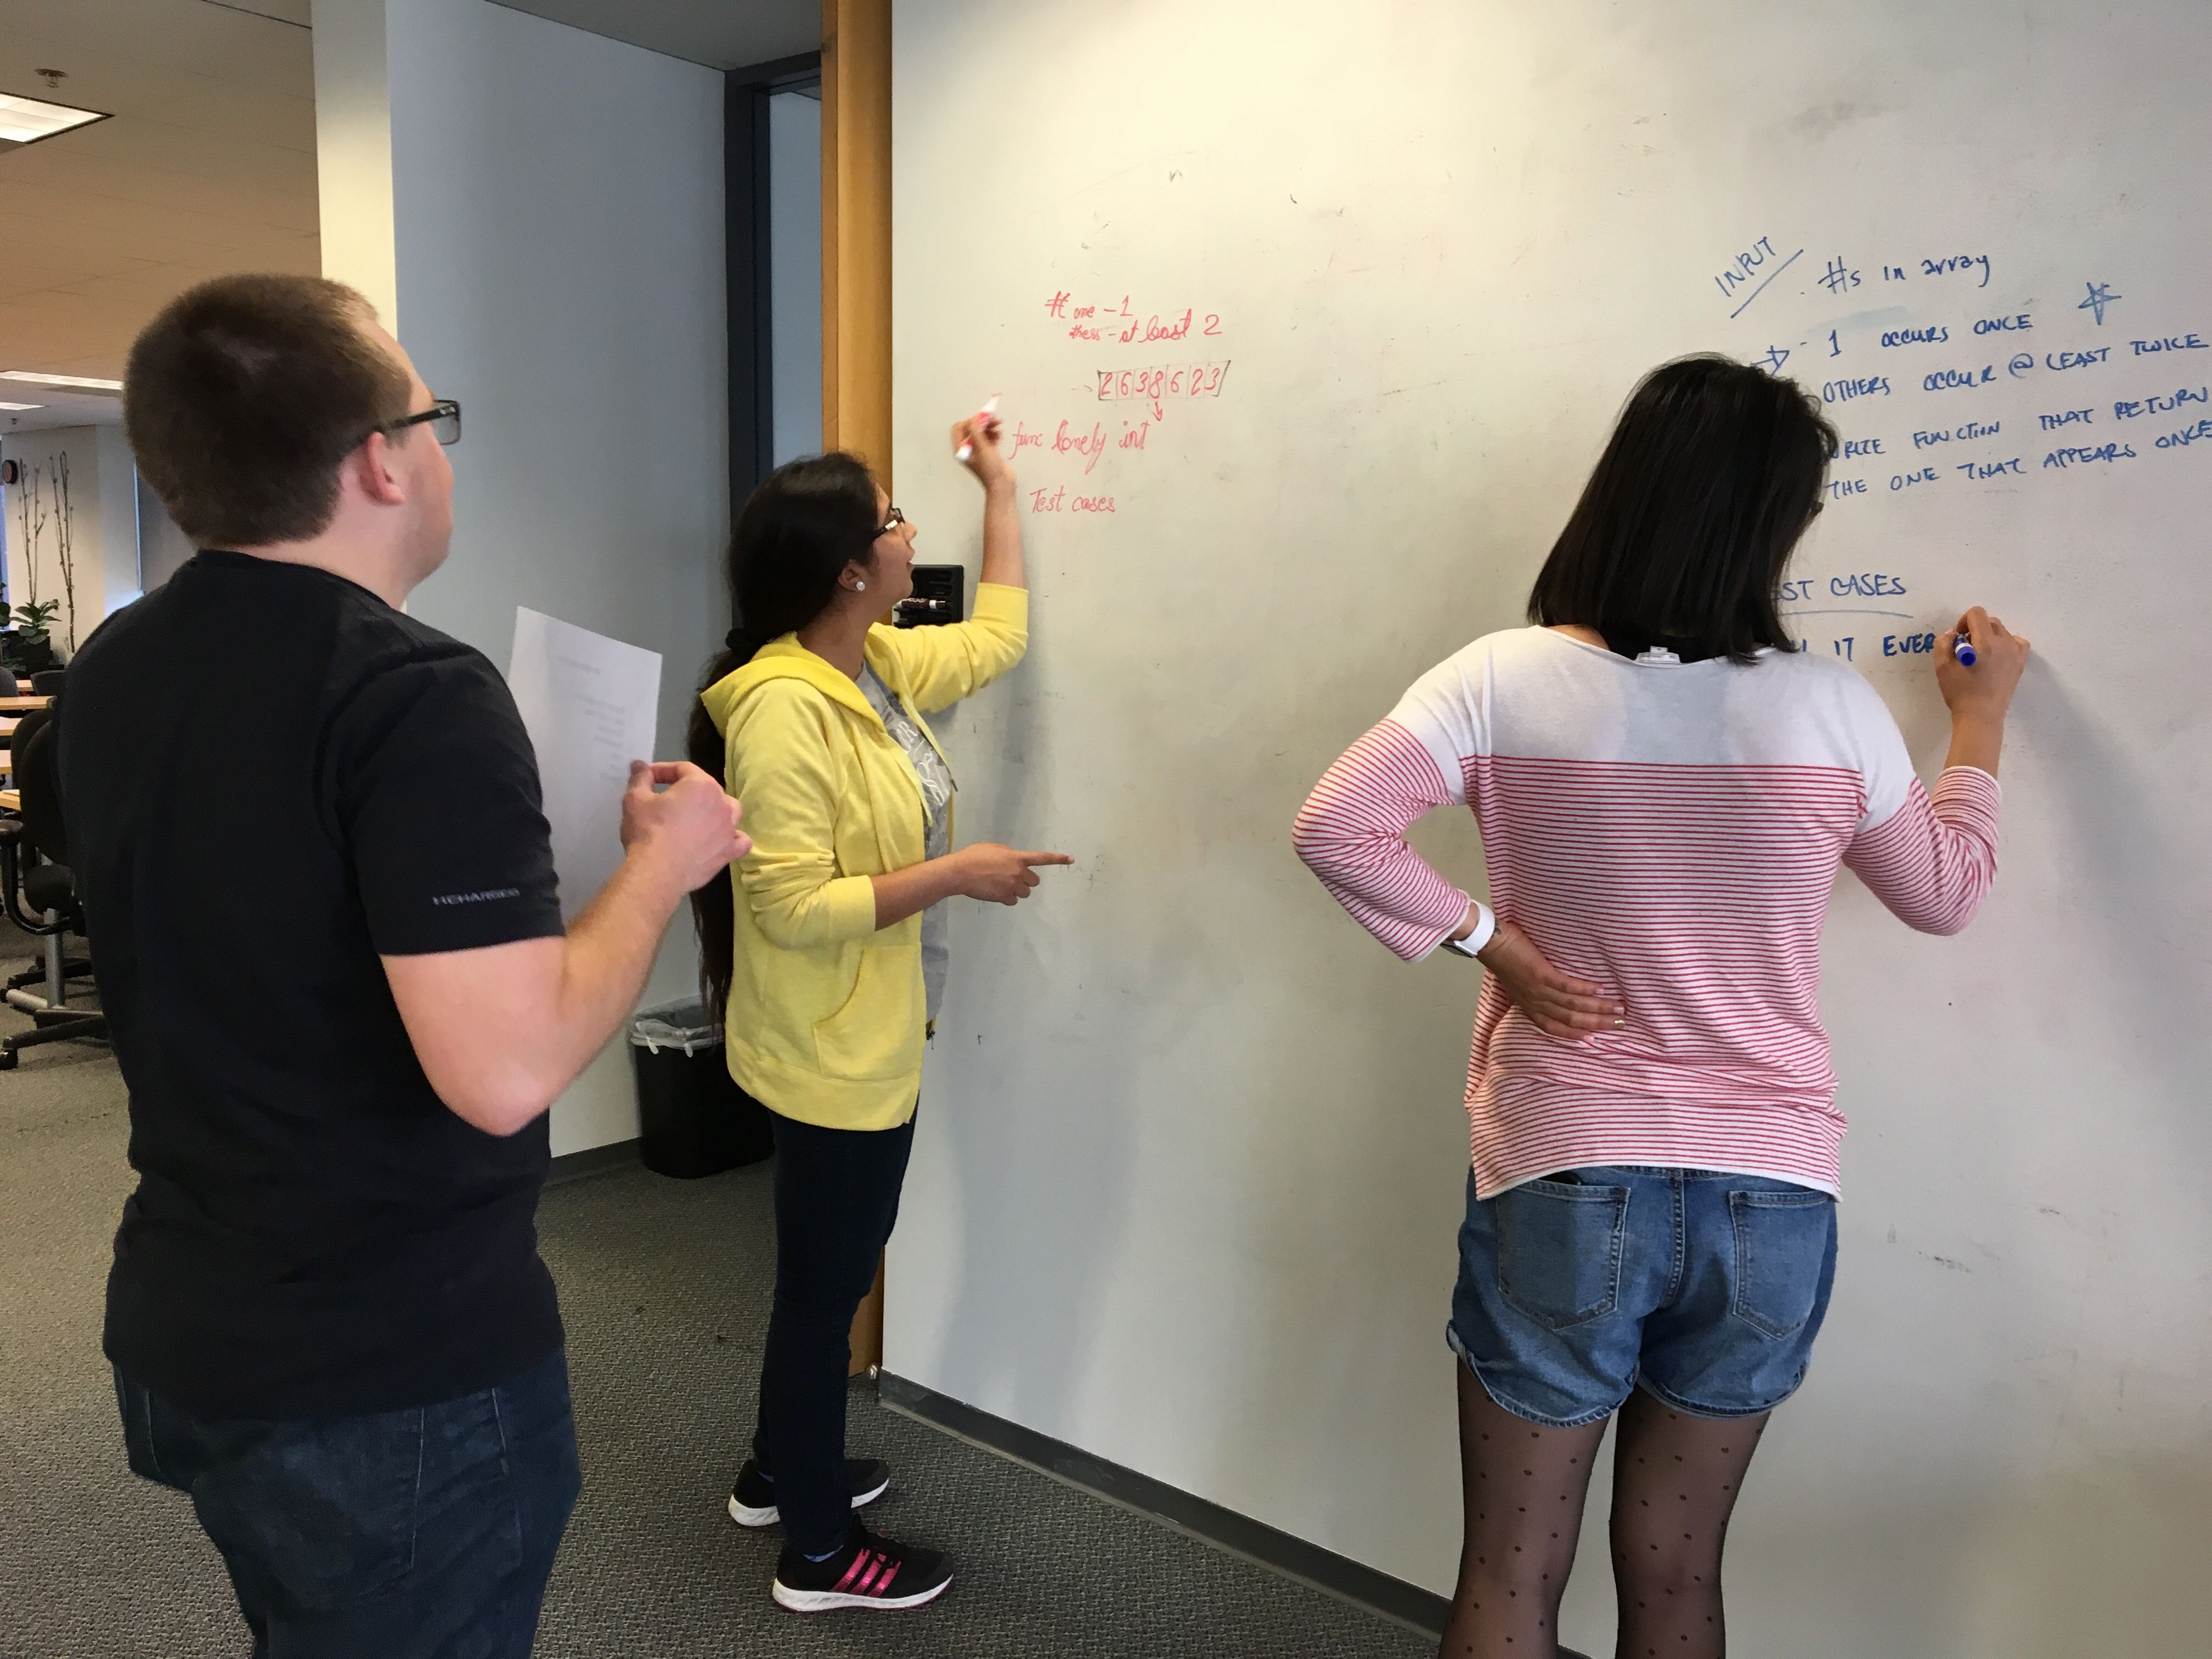 # one - 1
- at least 2
2 6 3 8 6 2 3
func lonely int
Test cases
INPUT
#s in array
1 OCCURS ONCE
OTHERS OCCUR @ LEAST TWICE
FUNCTION THAT RETURN
THE ONE THAT APPEARS ONCE
ST CASES
IT EVER